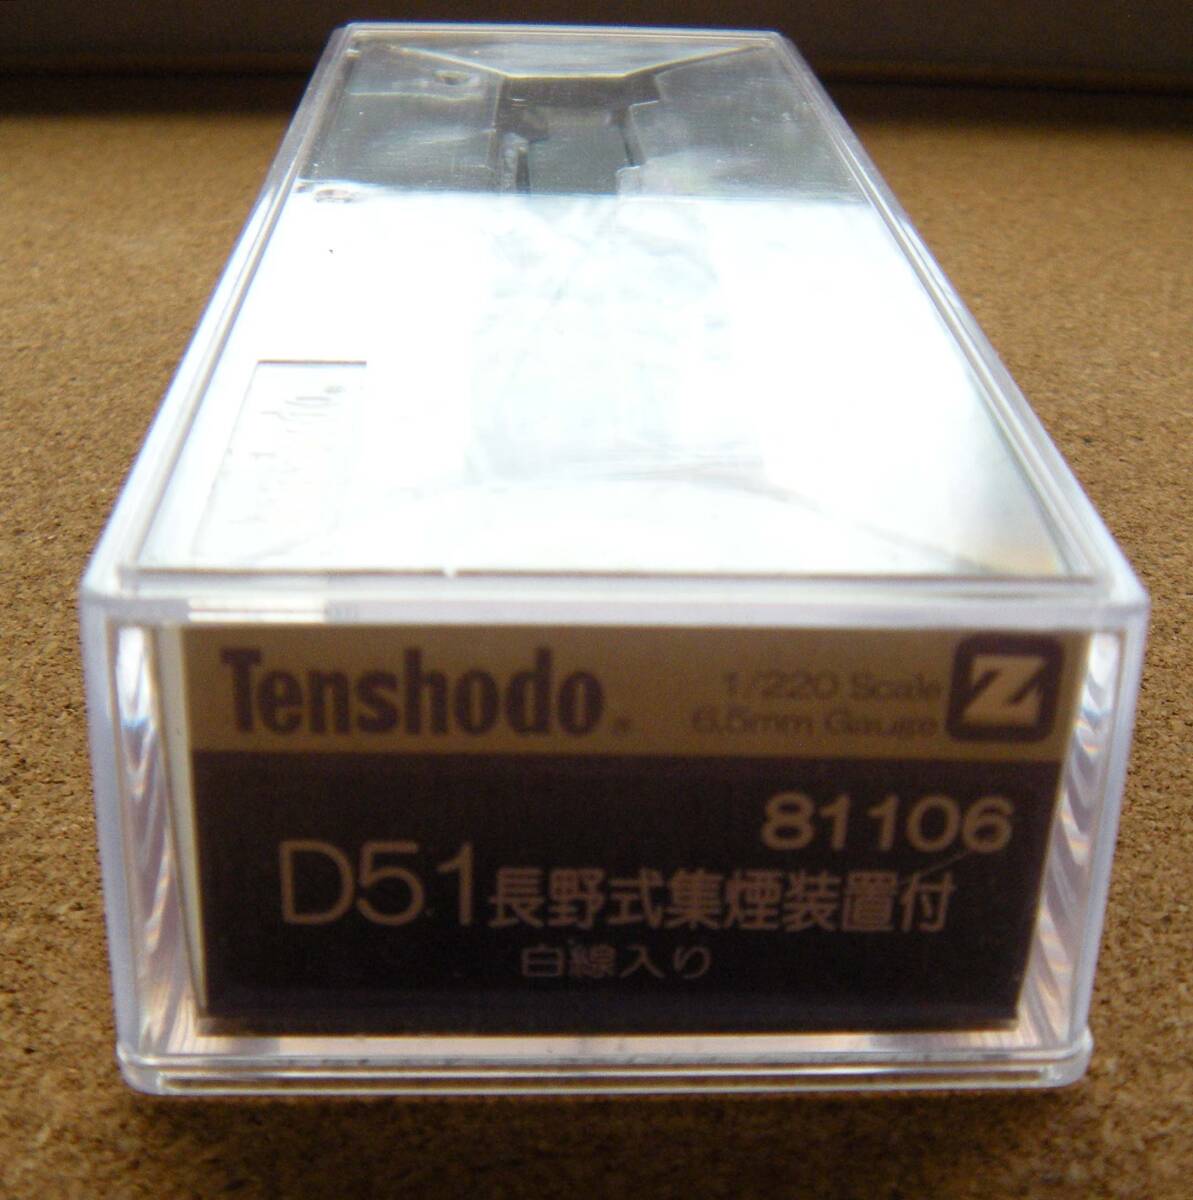 Tenshodo
1/220 Scale
6.5mm Gauge
Z
81106
D51長野式集煙装置付
白線入り